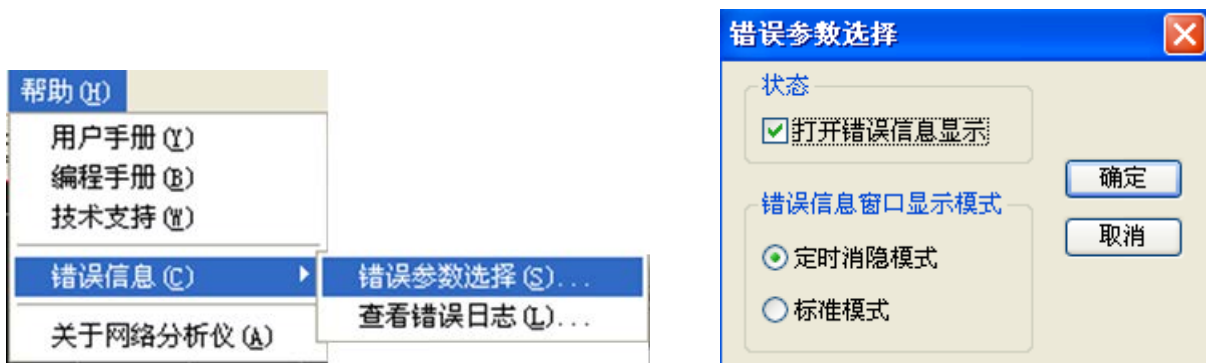 帮助(H)
用户手册(Y)
编程手册(B)
技术支持(W)
错误信息(C)
错误参数选择(S)...
查看错误日志(L)...
关于网络分析仪(A)
错误参数选择
状态
打开错误信息显示
确定
错误信息窗口显示模式
取消
定时消隐模式
标准模式